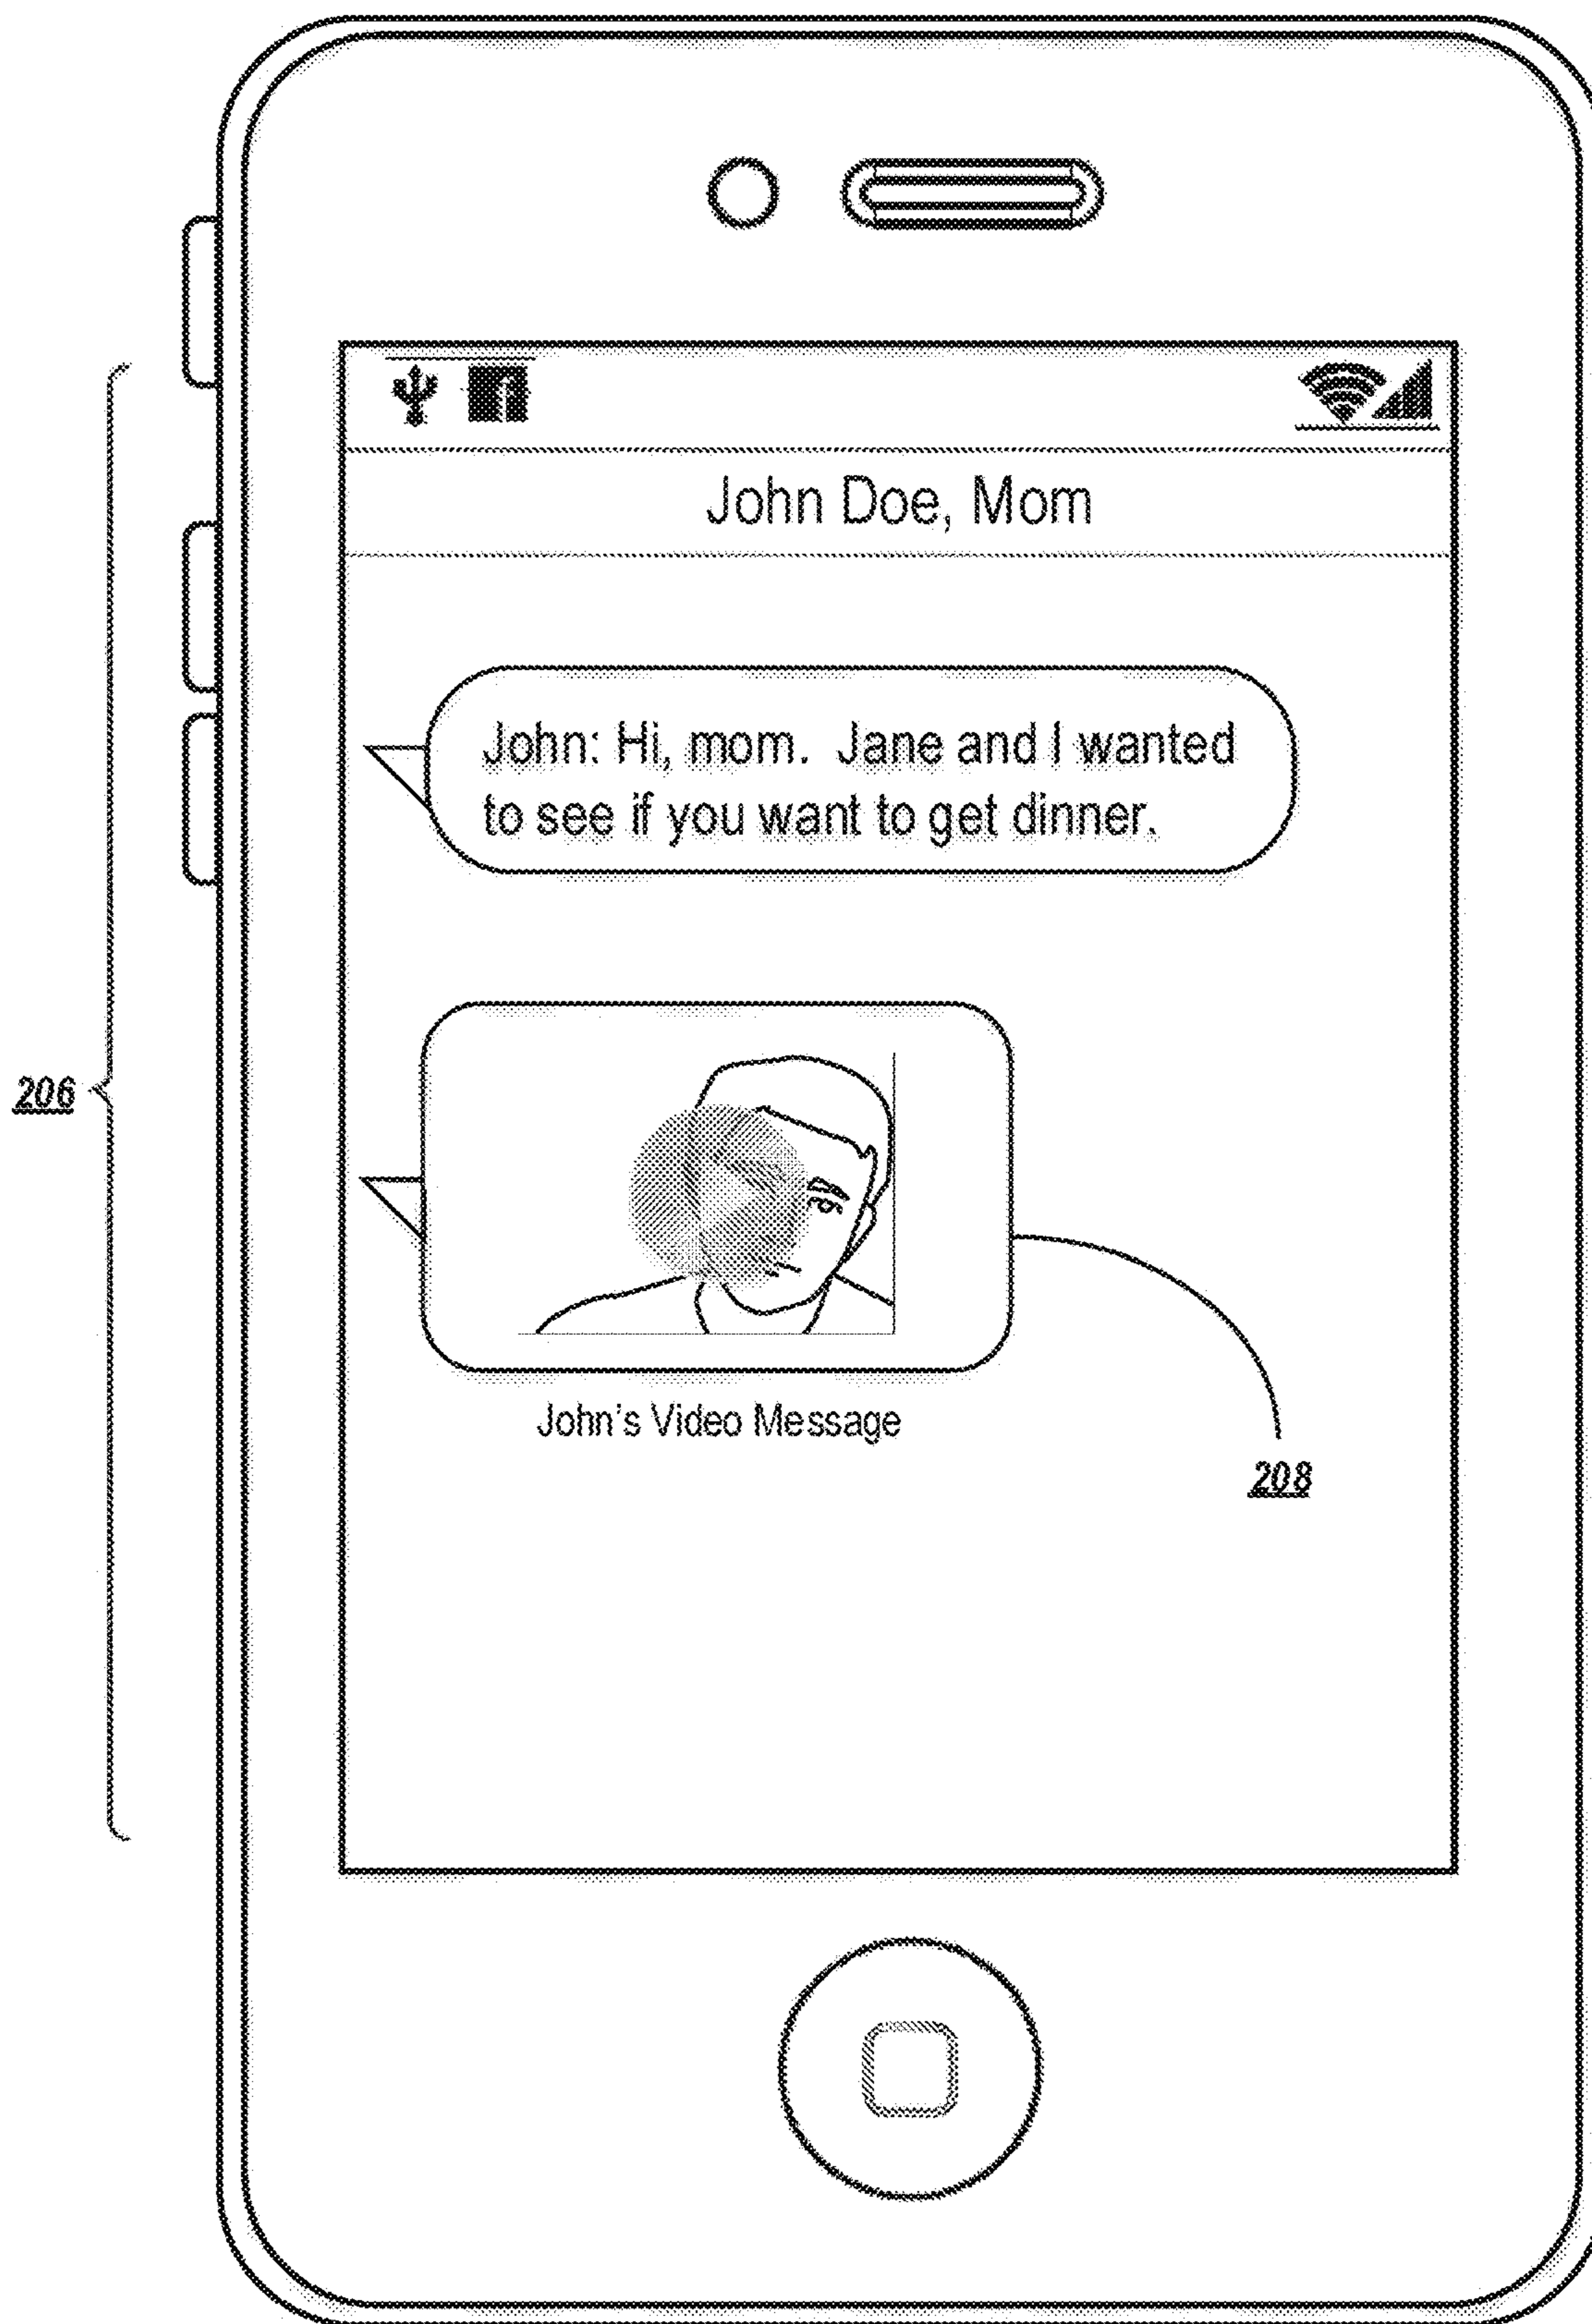 John Doe, Mom
John: Hi, mom.  Jane and I wanted
to see if you want to get dinner.
206
John's Video Message
208